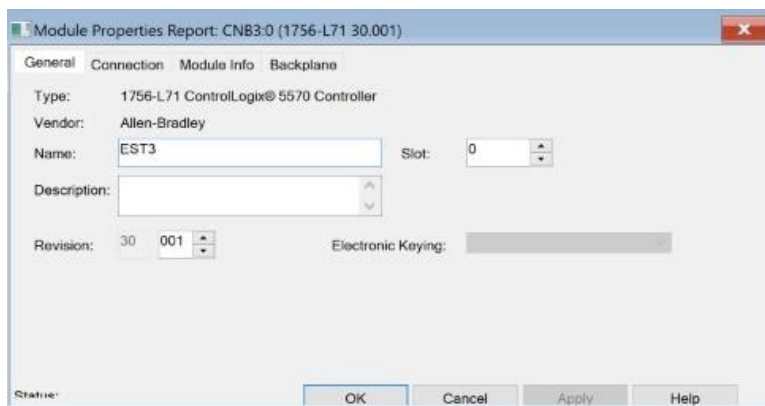 Module Properties Report: CNB3:0 (1756-L71 30.001)
General Connection Module Info Backplane
Type: 1756-L71 ControlLogix® 5570 Controller
Vendor: Allen-Bradley
Name: EST3 Slot: 0
Description:
Revision: 30 001 Electronic Keying:
Status:
OK Cancel Apply Help